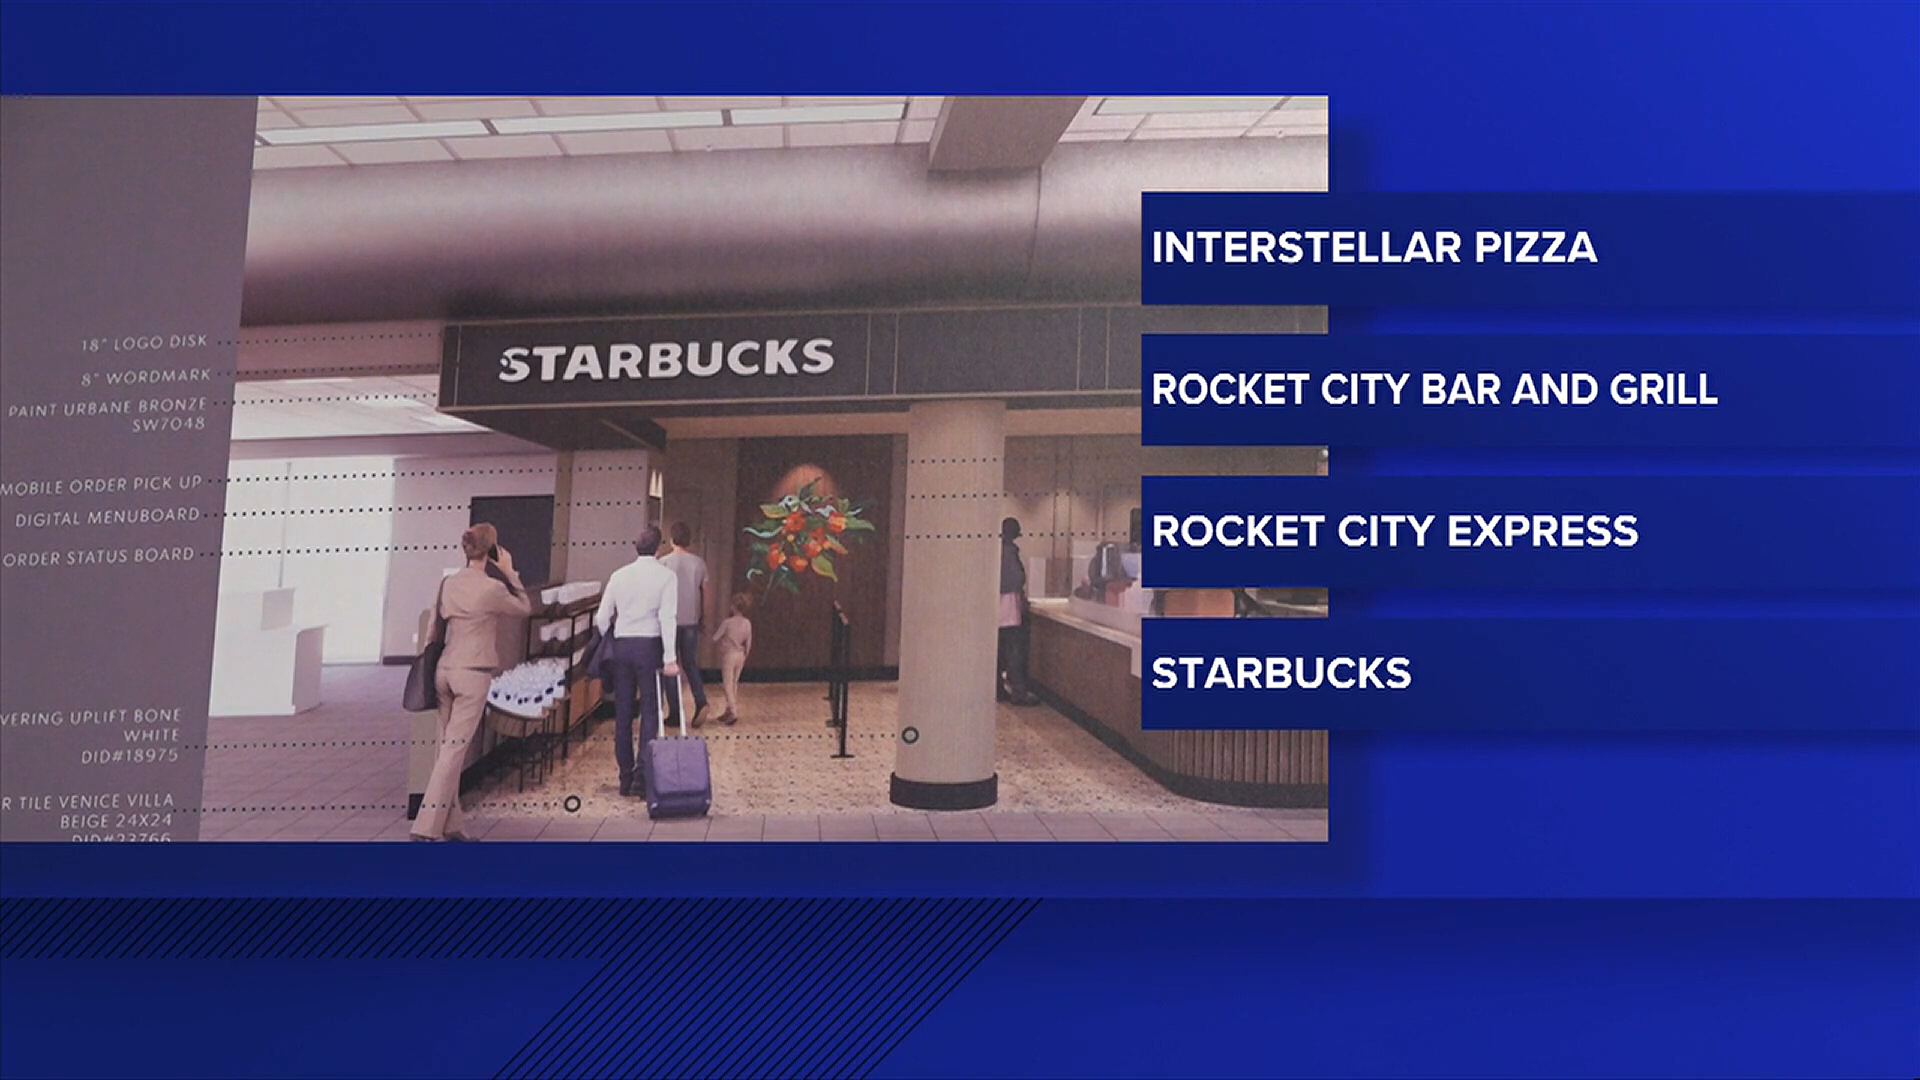 18" LOGO DISK
8" WORDMARK
PAINT URBANE BRONZE
SW7048
MOBILE ORDER PICK UP
DIGITAL MENUBOARD
ORDER STATUS BOARD
UPLIFT BONE
WHITE
DID#18975
TILE VENICE VILLA
BEIGE 24X24
DID#23766
STARBUCKS
INTERSTELLAR PIZZA
ROCKET CITY BAR AND GRILL
ROCKET CITY EXPRESS
STARBUCKS